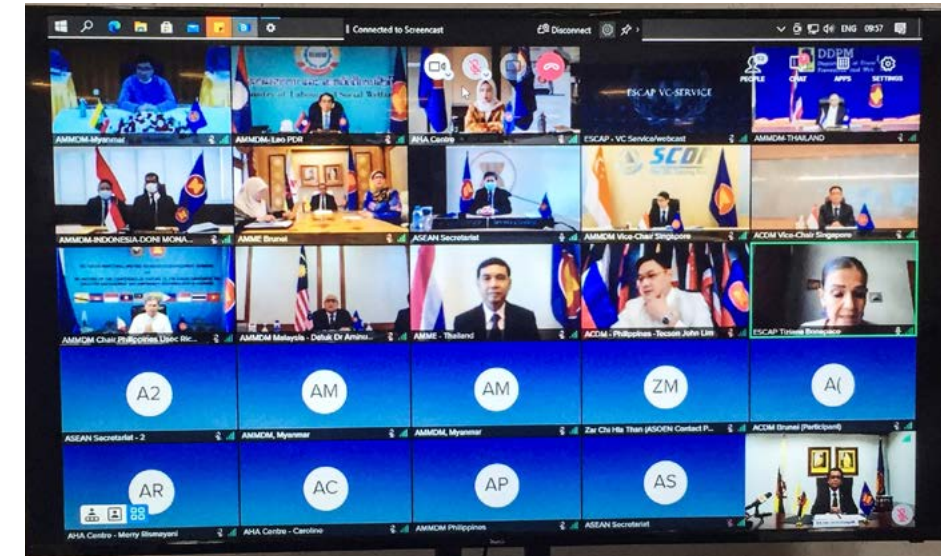 Connected to Screencast
Disconnect
ENG 09:57
DDPM
PEOPLE CHAT APPS SETTINGS
ESCAP VC-SERVICE
AMMDM-Myanmar
AMMDM-Lao PDR
AHA Centre
ESCAP - VC Service/webcast
AMMDM-THAILAND
SCDF
AMMDM-INDONESIA-DONI MONA...
AMME Brunei
ASEAN Secretariat
AMMDM Vice-Chair Singapore
ACDM Vice-Chair Singapore
AMMDM Chair Philippines Usec Ric...
AMMDM Malaysia - Datuk Dr Aminu...
AMME - Thailand
ACDM - Philippines -Tecson John Lim
ESCAP Tiziana Bonapace
A2
AM
AM
ZM
A(
ASEAN Secretariat - 2
AMMDM, Myanmar
AMMDM, Myanmar
Zar Chi Hla Than (ASOEN Contact P...
ACDM Brunei (Participant)
AR
AC
AP
AS
AHA Centre - Merry Rismayani
AHA Centre - Caroline
AMMDM Philippines
ASEAN Secretariat